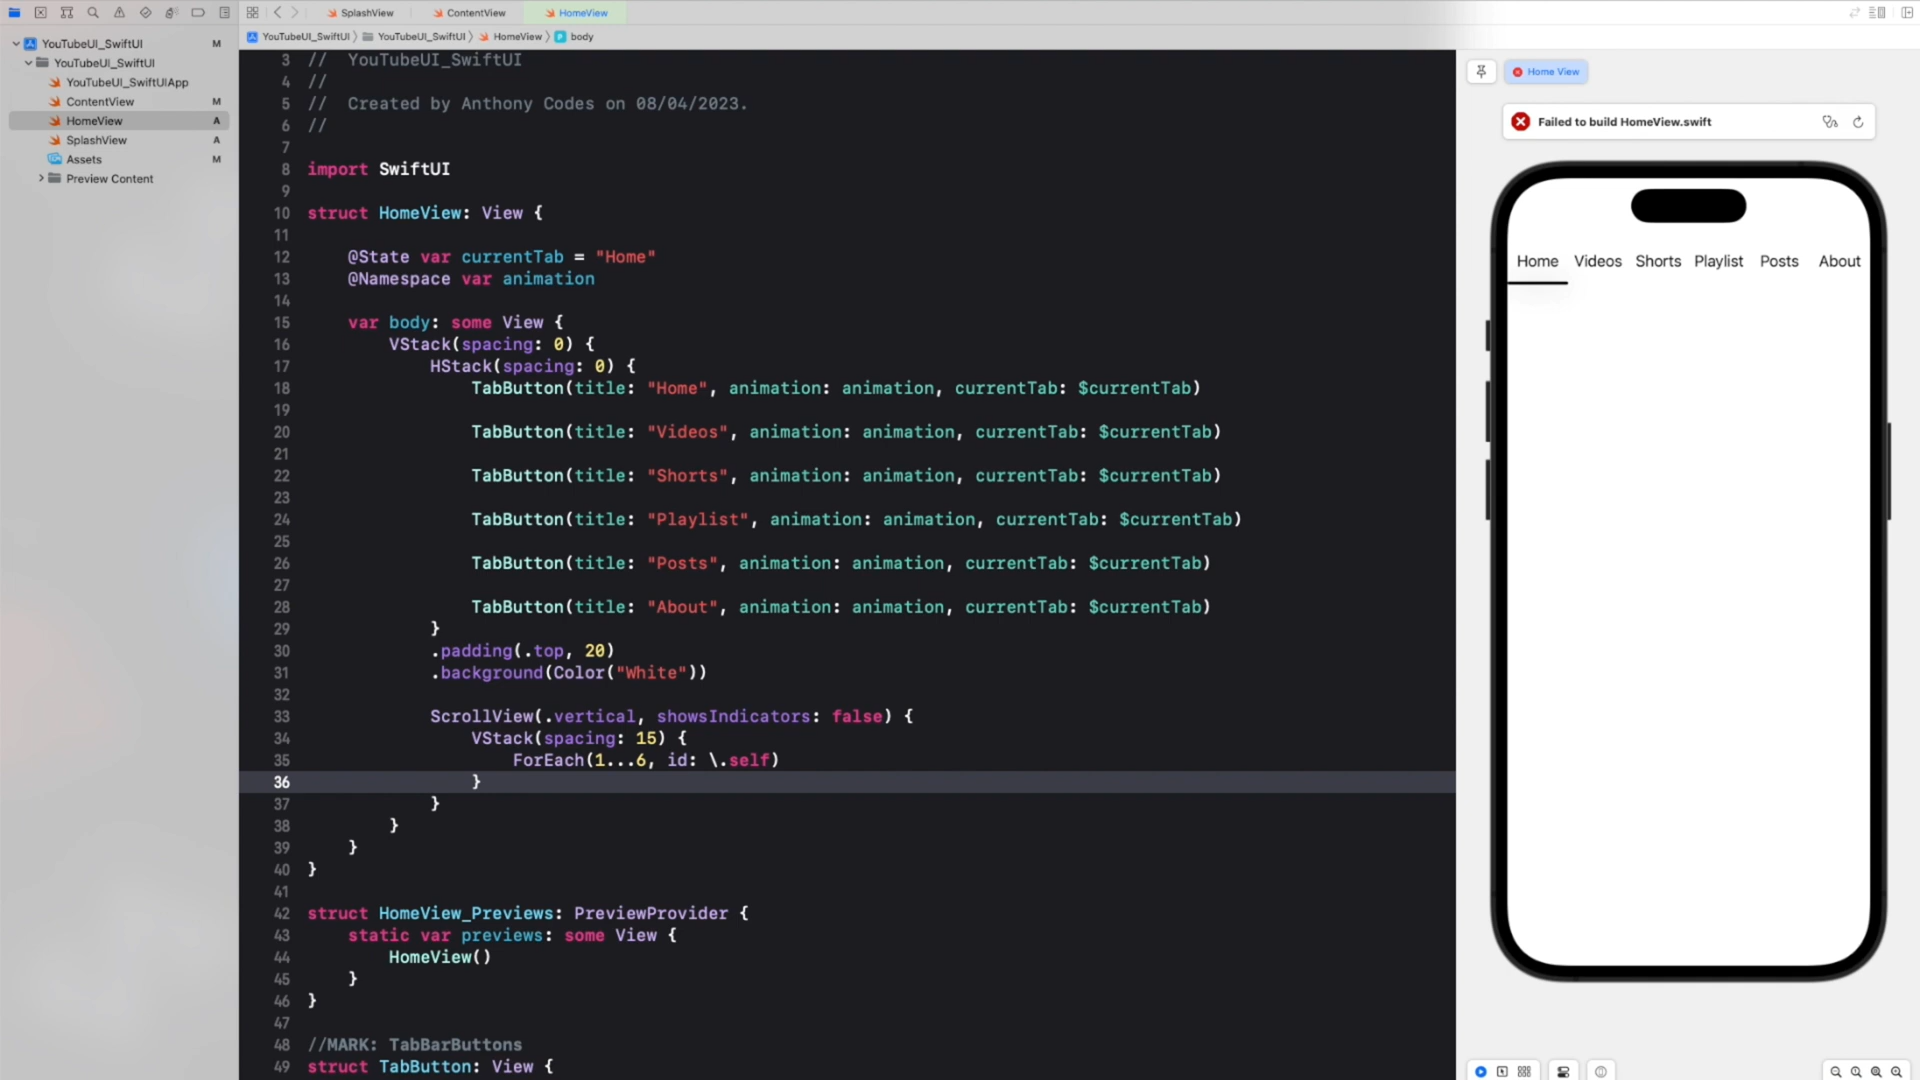 SplashView
ContentView
HomeView
YouTubeUI_SwiftUI
YouTubeUI_SwiftUI
HomeView
body
YouTubeUI_SwiftUI M
YouTubeUI_SwiftUI
YouTubeUI_SwiftUIApp
ContentView M
HomeView A
SplashView A
Assets M
Preview Content
3 // YouTubeUI_SwiftUI
4 //
5 // Created by Anthony Codes on 08/04/2023.
6 //
7
8 import SwiftUI
9
10 struct HomeView: View {
11
12 @State var currentTab = "Home"
13 @Namespace var animation
14
15 var body: some View {
16 VStack(spacing: 0) {
17 HStack(spacing: 0) {
18 TabButton(title: "Home", animation: animation, currentTab: $currentTab)
19
20 TabButton(title: "Videos", animation: animation, currentTab: $currentTab)
21
22 TabButton(title: "Shorts", animation: animation, currentTab: $currentTab)
23
24 TabButton(title: "Playlist", animation: animation, currentTab: $currentTab)
25
26 TabButton(title: "Posts", animation: animation, currentTab: $currentTab)
27
28 TabButton(title: "About", animation: animation, currentTab: $currentTab)
29 }
30 .padding(.top, 20)
31 .background(Color("White"))
32
33 ScrollView(.vertical, showsIndicators: false) {
34 VStack(spacing: 15) {
35 ForEach(1...6, id: \.self)
36 }
37 }
38 }
39 }
40 }
41
42 struct HomeView_Previews: PreviewProvider {
43 static var previews: some View {
44 HomeView()
45 }
46 }
47
48 //MARK: TabBarButtons
49 struct TabButton: View {
Home View
Failed to build HomeView.swift
Home Videos Shorts Playlist Posts About